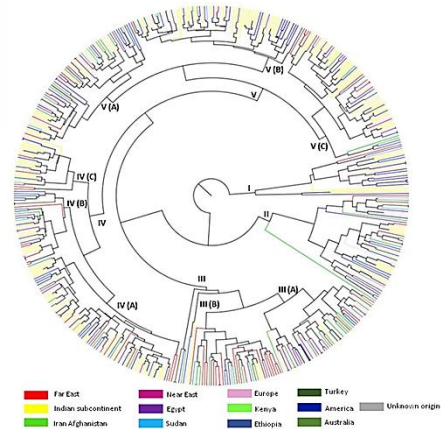 V (B)
V (A)
V
V (C)
IV (C)
I
IV (B)
II
IV
III
III (A)
III (B)
IV (A)
Far East Near East Europe Turkey
Indian subcontinent Egypt Kenya America Unknown origin
Iran Afghanistan Sudan Ethiopia Australia